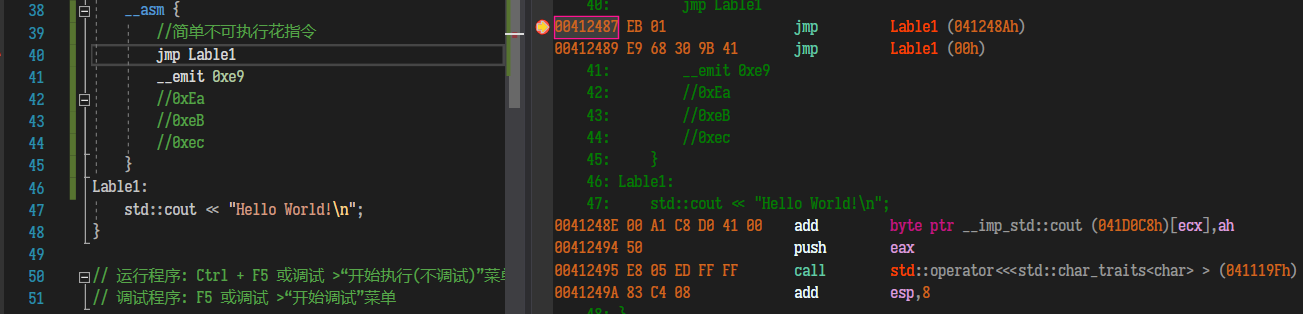 38 __asm {
39 //简单不可执行花指令
40 jmp Lable1
41 __emit 0xe9
42 //0xEa
43 //0xeB
44 //0xec
45 }
46 Lable1:
47 std::cout << "Hello World!\n";
48 }
49
50 // 运行程序: Ctrl + F5 或调试 >“开始执行(不调试)”菜单
51 // 调试程序: F5 或调试 >“开始调试”菜单
40: jmp Lable1
00412487 EB 01 jmp Lable1 (041248Ah)
00412489 E9 68 30 9B 41 jmp Lable1 (00h)
41: __emit 0xe9
42: //0xEa
43: //0xeB
44: //0xec
45: }
46: Lable1:
47: std::cout << "Hello World!\n";
0041248E 00 A1 C8 D0 41 00 add byte ptr __imp_std::cout (041D0C8h)[ecx],ah
00412494 50 push eax
00412495 E8 05 ED FF FF call std::operator<<<std::char_traits<char> > (041119Fh)
0041249A 83 C4 08 add esp,8
48: }